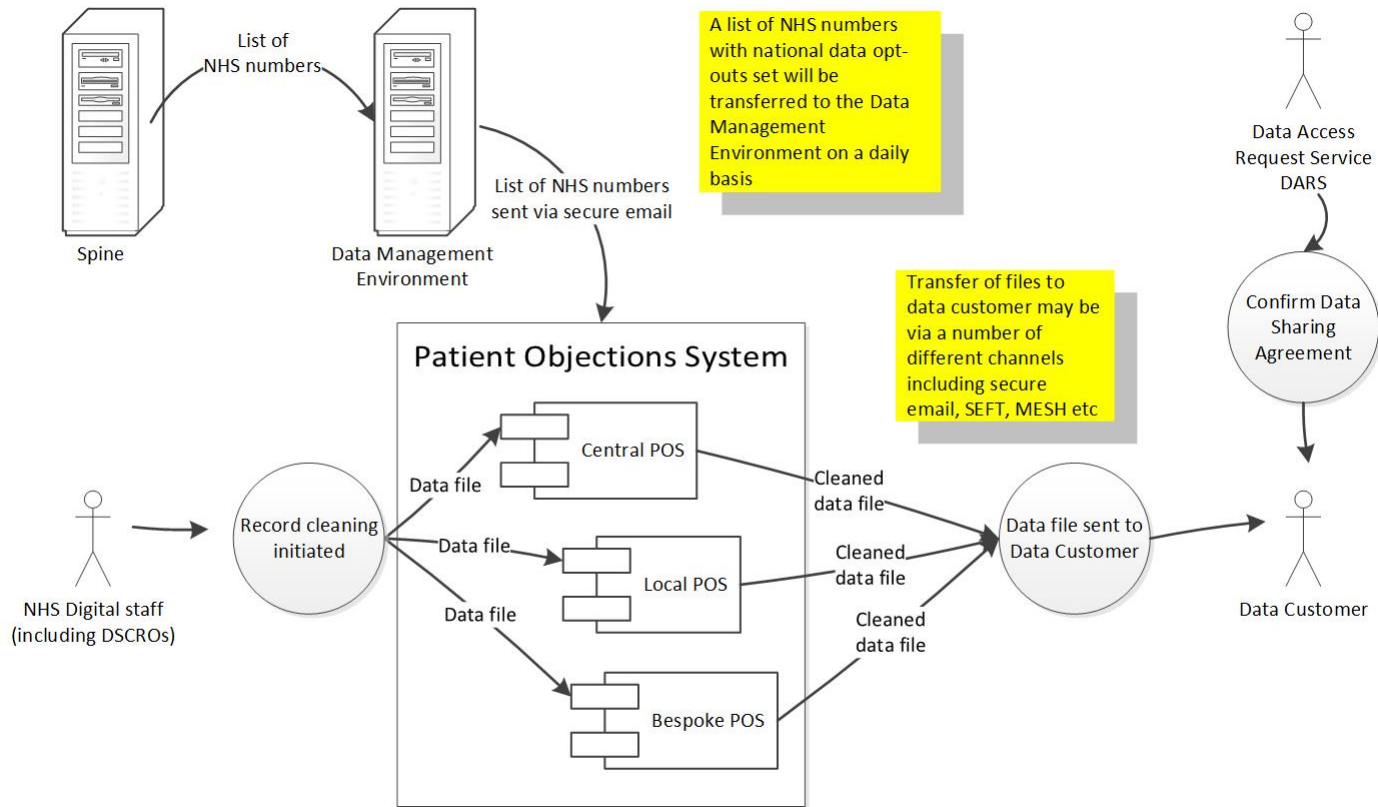 List of
NHS numbers
Spine
Data Management
Environment
A list of NHS numbers
with national data opt-
outs set will be
transferred to the Data
Management
Environment on a daily
basis
Data Access
Request Service
DARS
List of NHS numbers
sent via secure email
Transfer of files to
data customer may be
via a number of
different channels
including secure
email, SEFT, MESH etc
Confirm Data
Sharing
Agreement
Patient Objections System
NHS Digital staff
(including DSCROs)
Record cleaning
initiated
Data file
Data file
Data file
Central POS
Local POS
Bespoke POS
Cleaned
data file
Cleaned
data file
Cleaned
data file
Data file sent to
Data Customer
Data Customer